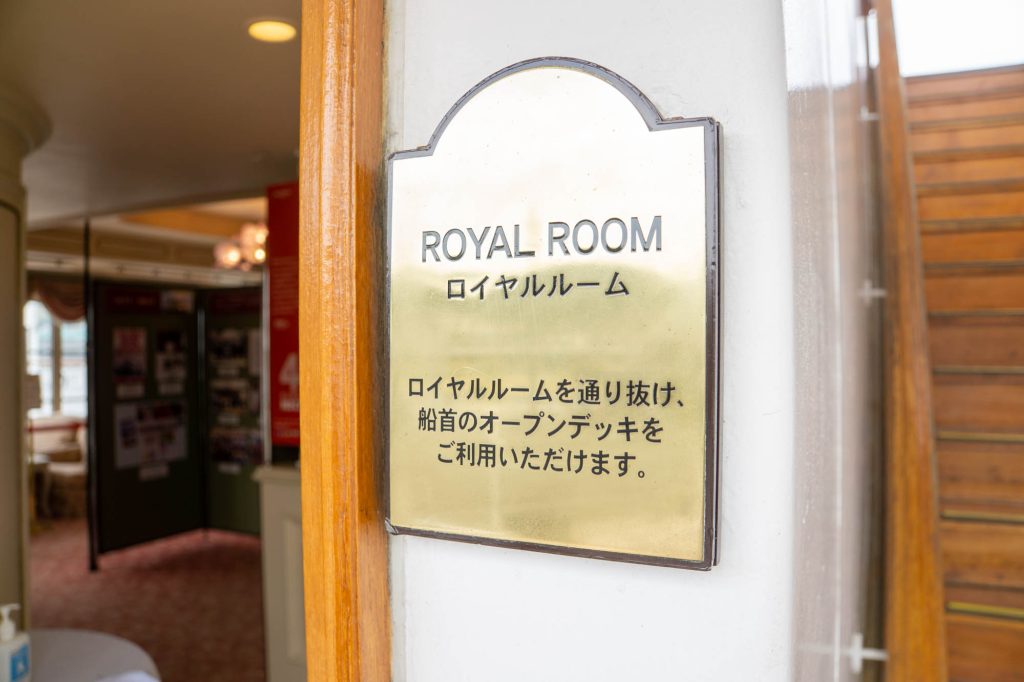 ROYAL ROOM
ロイヤルルーム
ロイヤルルームを通り抜け、
船首のオープンデッキを
ご利用いただけます。